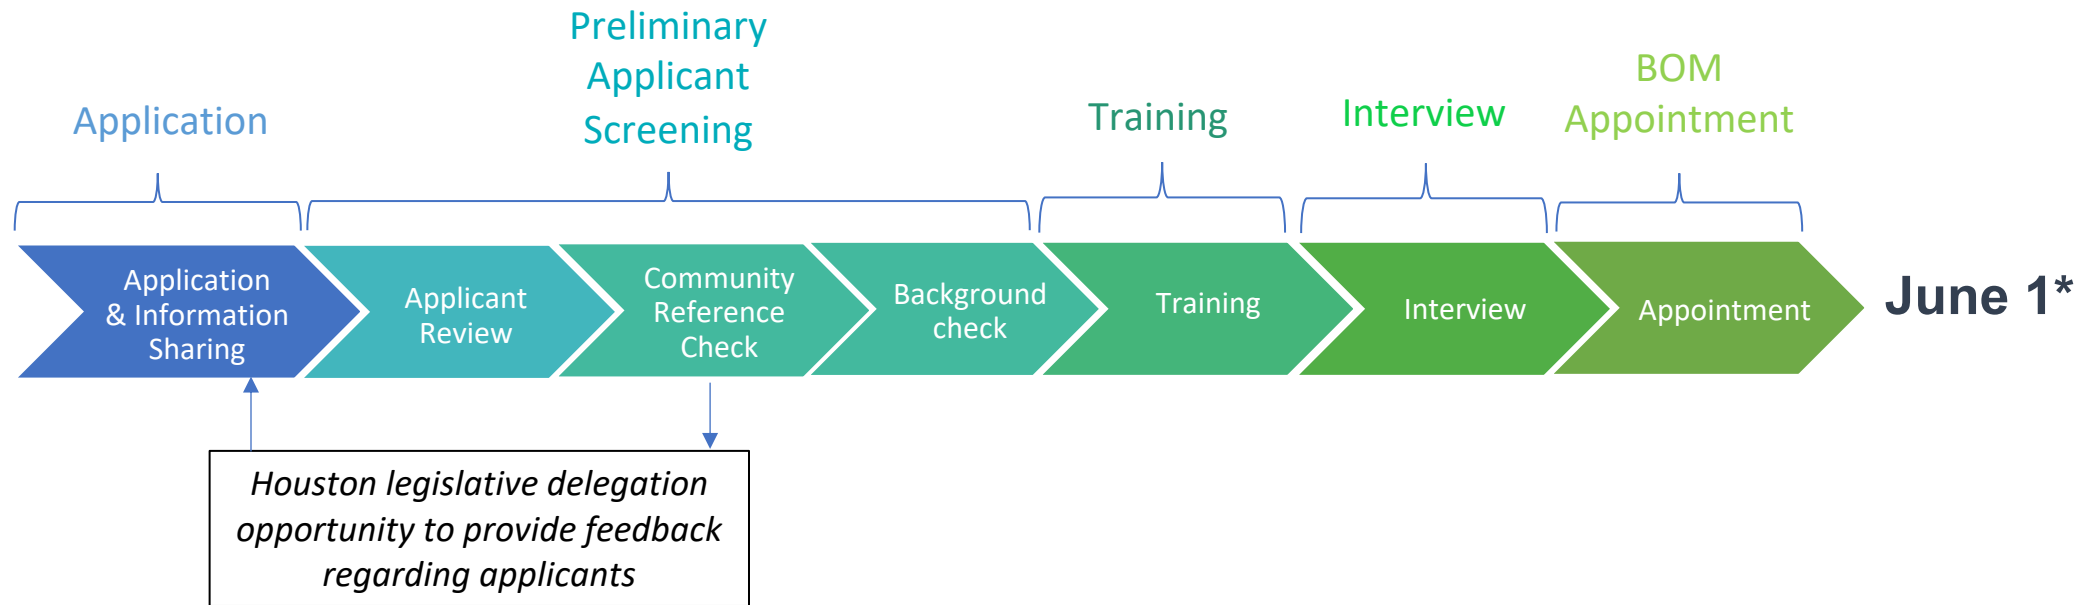 Preliminary
Applicant
Screening
Application
Training
Interview
BOM
Appointment
Application
& Information
Sharing
Applicant
Review
Community
Reference
Check
Background
check
Training
Interview
Appointment
June 1*
Houston legislative delegation
opportunity to provide feedback
regarding applicants